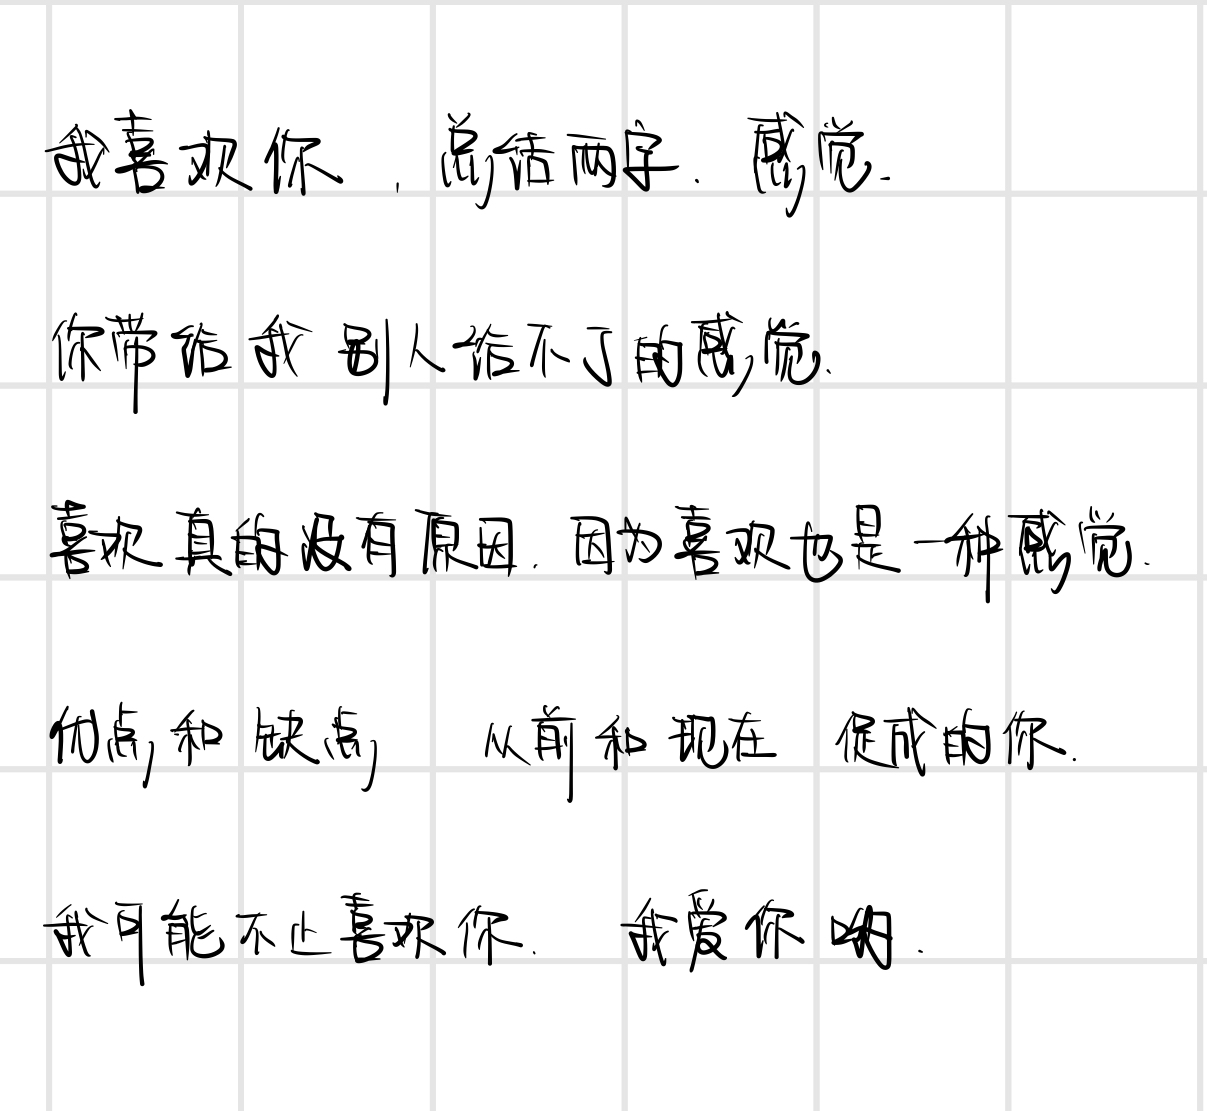 我喜欢你,总结两字.感觉.
你带给我别人给不了的感觉.
喜欢真的没有原因.因为喜欢也是一种感觉.
优点和缺点 从前和现在 促成的你.
我可能不止喜欢你. 我爱你哟.